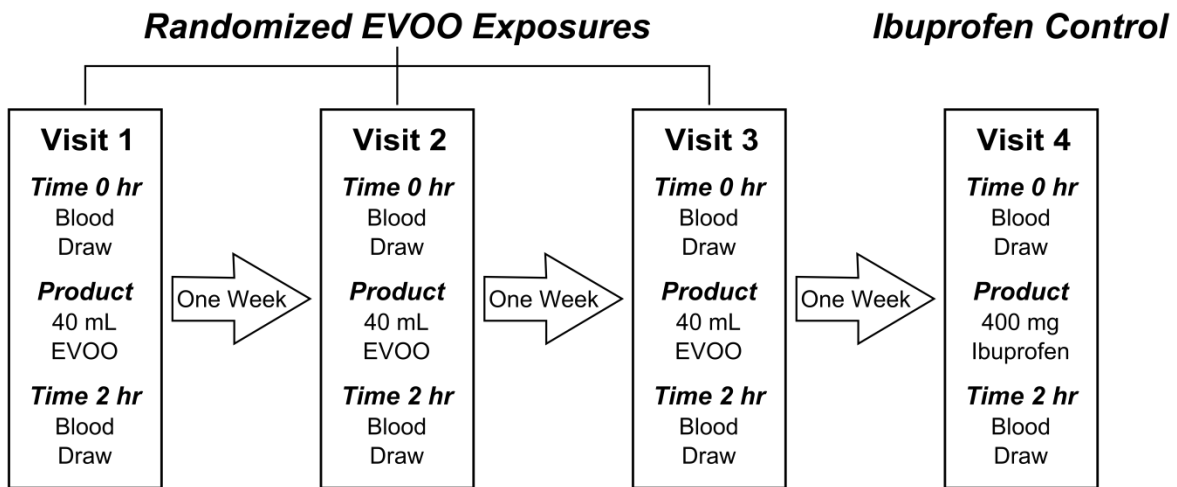 Randomized EVOO Exposures
Ibuprofen Control
Visit 1
Time 0 hr
Blood
Draw
Product
40 mL
EVOO
Time 2 hr
Blood
Draw
One Week
Visit 2
Time 0 hr
Blood
Draw
Product
40 mL
EVOO
Time 2 hr
Blood
Draw
One Week
Visit 3
Time 0 hr
Blood
Draw
Product
40 mL
EVOO
Time 2 hr
Blood
Draw
One Week
Visit 4
Time 0 hr
Blood
Draw
Product
400 mg
Ibuprofen
Time 2 hr
Blood
Draw